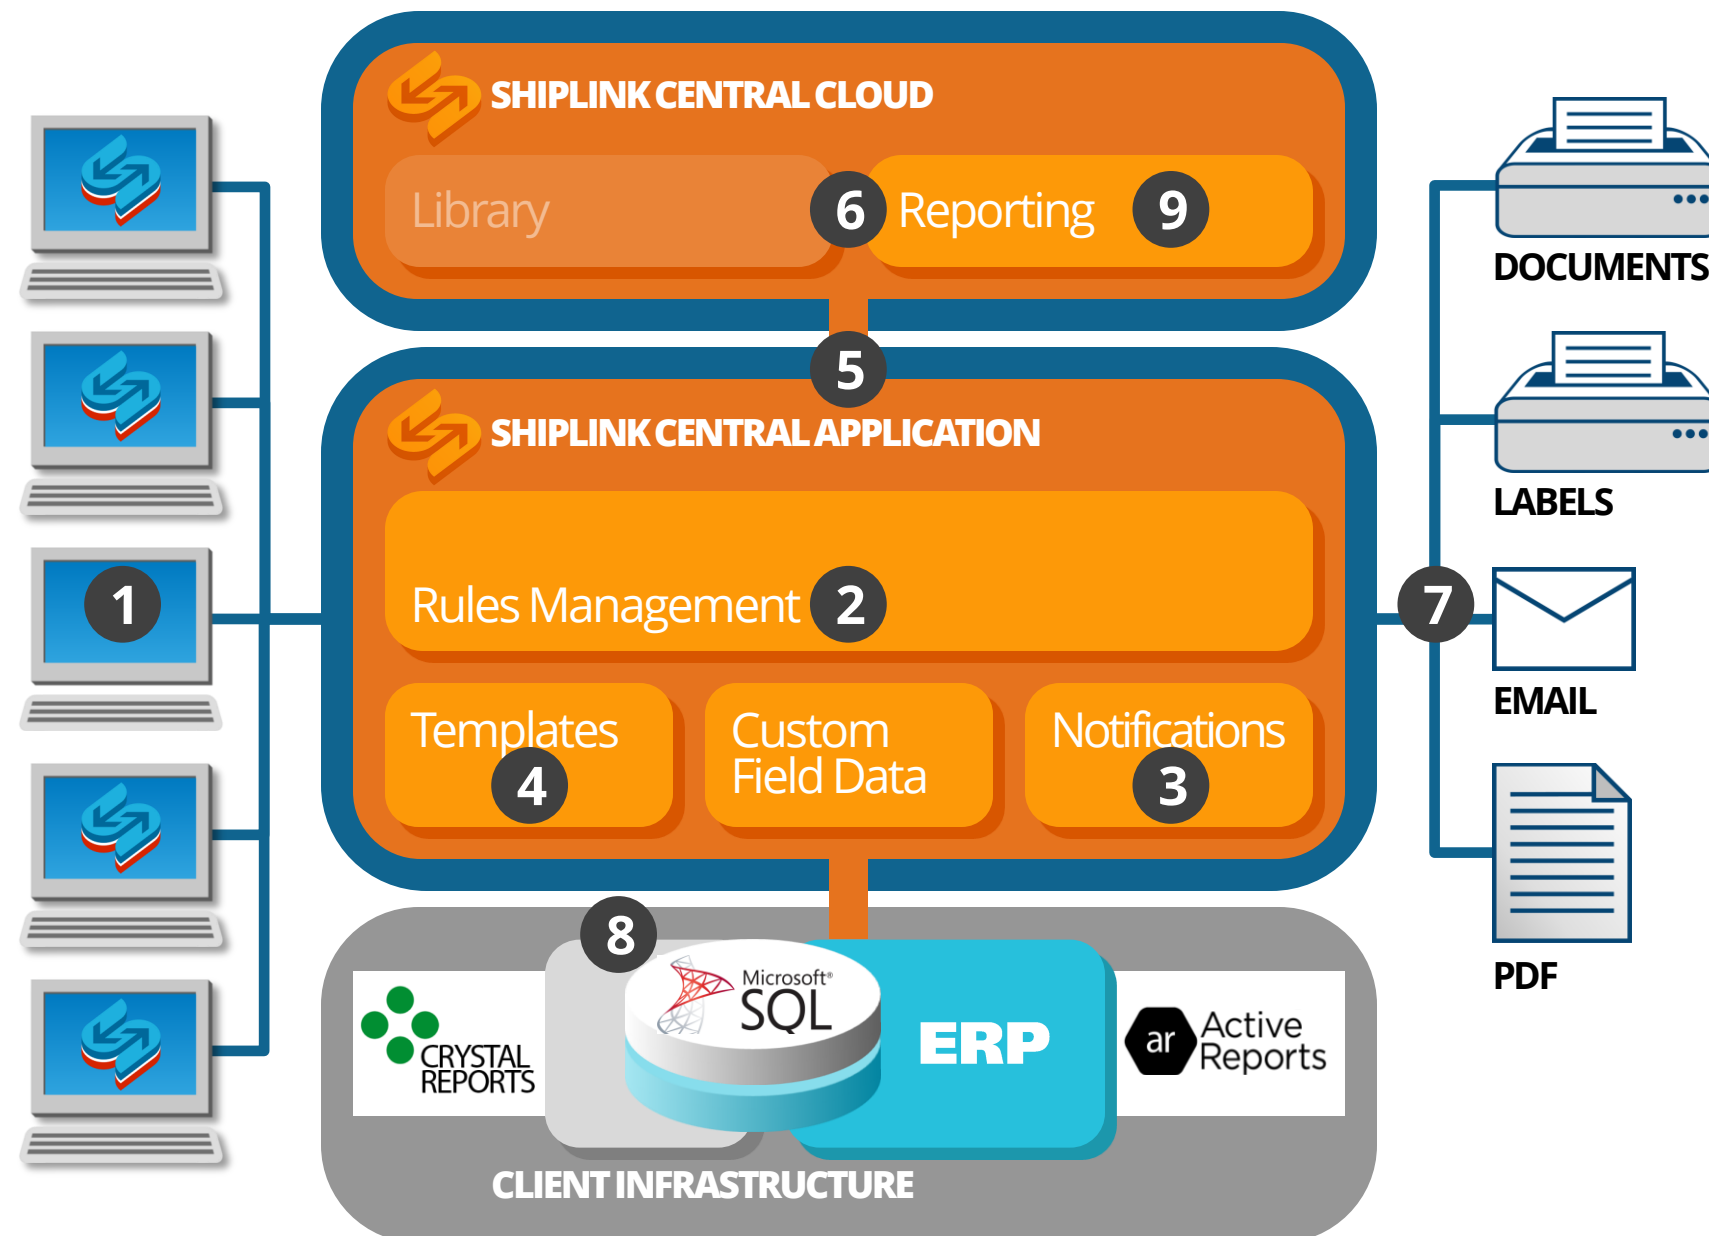 SHIPLINK CENTRAL CLOUD
Library
6
Reporting
9
5
SHIPLINK CENTRAL APPLICATION
1
Rules Management
2
Templates
4
Custom
Field Data
Notifications
3
7
DOCUMENTS
LABELS
EMAIL
PDF
8
CRYSTAL
REPORTS
Microsoft®
SQL
ERP
ar
Active
Reports
CLIENT INFRASTRUCTURE